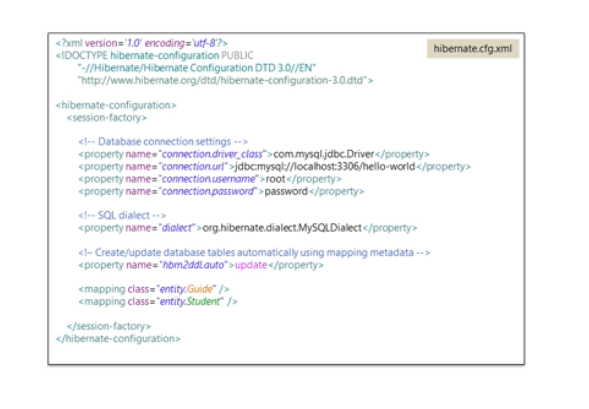 hibernate.cfg.xml
<?xml version='1.0' encoding='utf-8'?>
<!DOCTYPE hibernate-configuration PUBLIC
"-//Hibernate/Hibernate Configuration DTD 3.0//EN"
"http://www.hibernate.org/dtd/hibernate-configuration-3.0.dtd">
<hibernate-configuration>
<session-factory>
<!-- Database connection settings -->
<property name="connection.driver_class">com.mysql.jdbc.Driver</property>
<property name="connection.url">jdbc:mysql://localhost:3306/hello-world</property>
<property name="connection.username">root</property>
<property name="connection.password">password</property>
<!-- SQL dialect -->
<property name="dialect">org.hibernate.dialect.MySQLDialect</property>
<!– Create/update database tables automatically using mapping metadata -->
<property name="hbm2ddl.auto">update</property>
<mapping class="entity.Guide" />
<mapping class="entity.Student" />
</session-factory>
</hibernate-configuration>